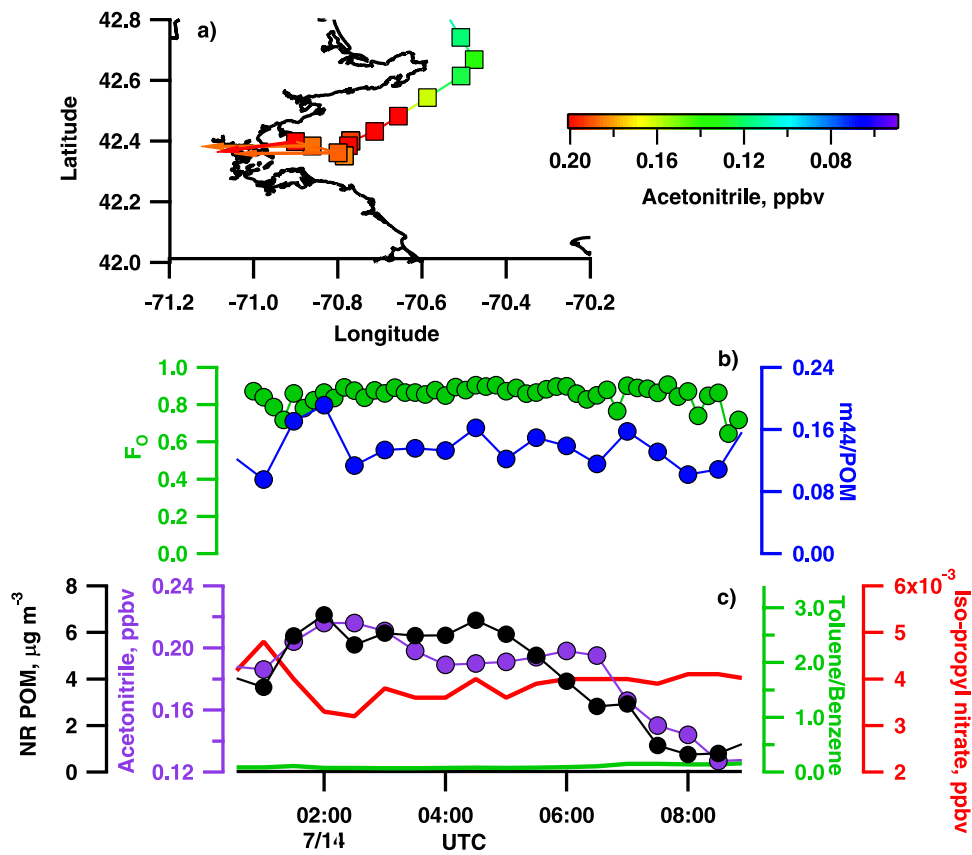 a)
42.8
42.6
42.4
42.2
42.0
Latitude
-71.2 -71.0 -70.8 -70.6 -70.4 -70.2
Longitude
0.20 0.16 0.12 0.08
Acetonitrile, ppbv
b)
1.0
0.8
0.6
0.4
0.2
0.0
F_O
0.24
0.16
0.08
0.00
m44/POM
c)
8
6
4
2
0
NR POM, μg m⁻³
0.24
0.20
0.16
0.12
Acetonitrile, ppbv
3.0
2.0
1.0
0.0
Toluene/Benzene
6x10⁻³
5
4
3
2
Iso-propyl nitrate, ppbv
02:00 04:00 06:00 08:00
7/14 UTC